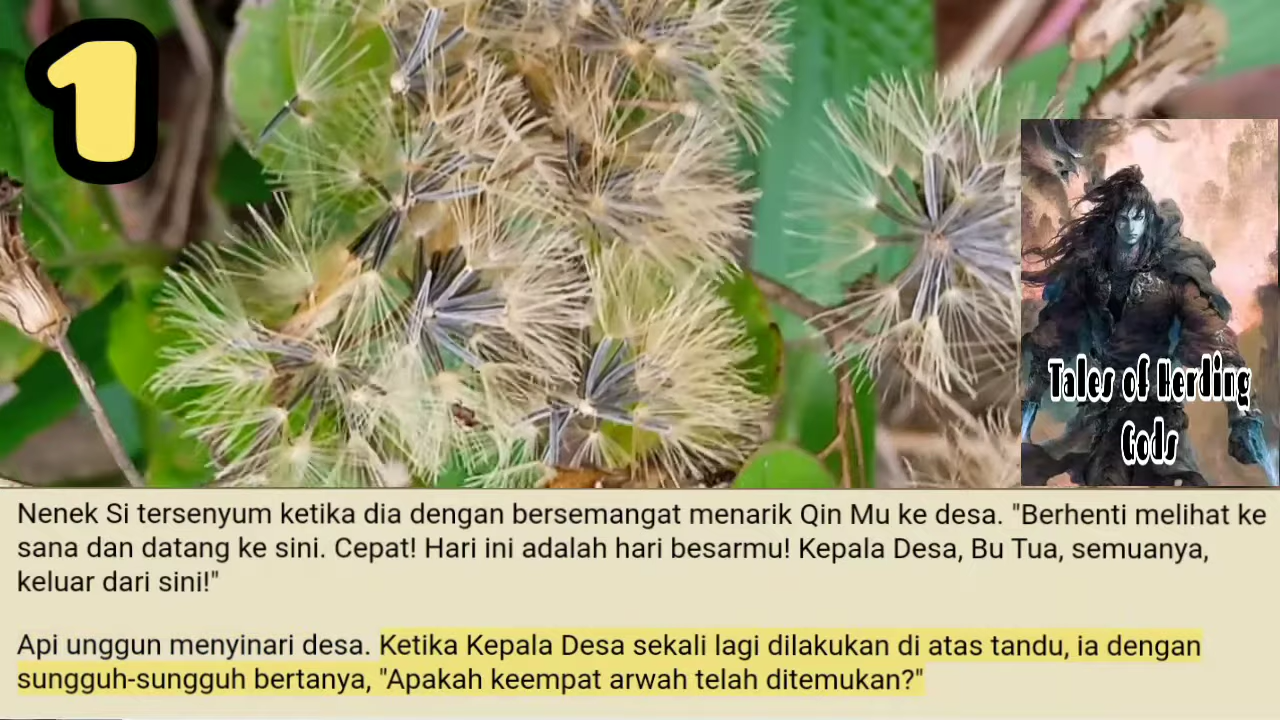 1
Tales of Herding
Gods
Nenek Si tersenyum ketika dia dengan bersemangat menarik Qin Mu ke desa. "Berhenti melihat ke
sana dan datang ke sini. Cepat! Hari ini adalah hari besarmu! Kepala Desa, Bu Tua, semuanya,
keluar dari sini!"
Api unggun menyinari desa. Ketika Kepala Desa sekali lagi dilakukan di atas tandu, ia dengan
sungguh-sungguh bertanya, "Apakah keempat arwah telah ditemukan?"